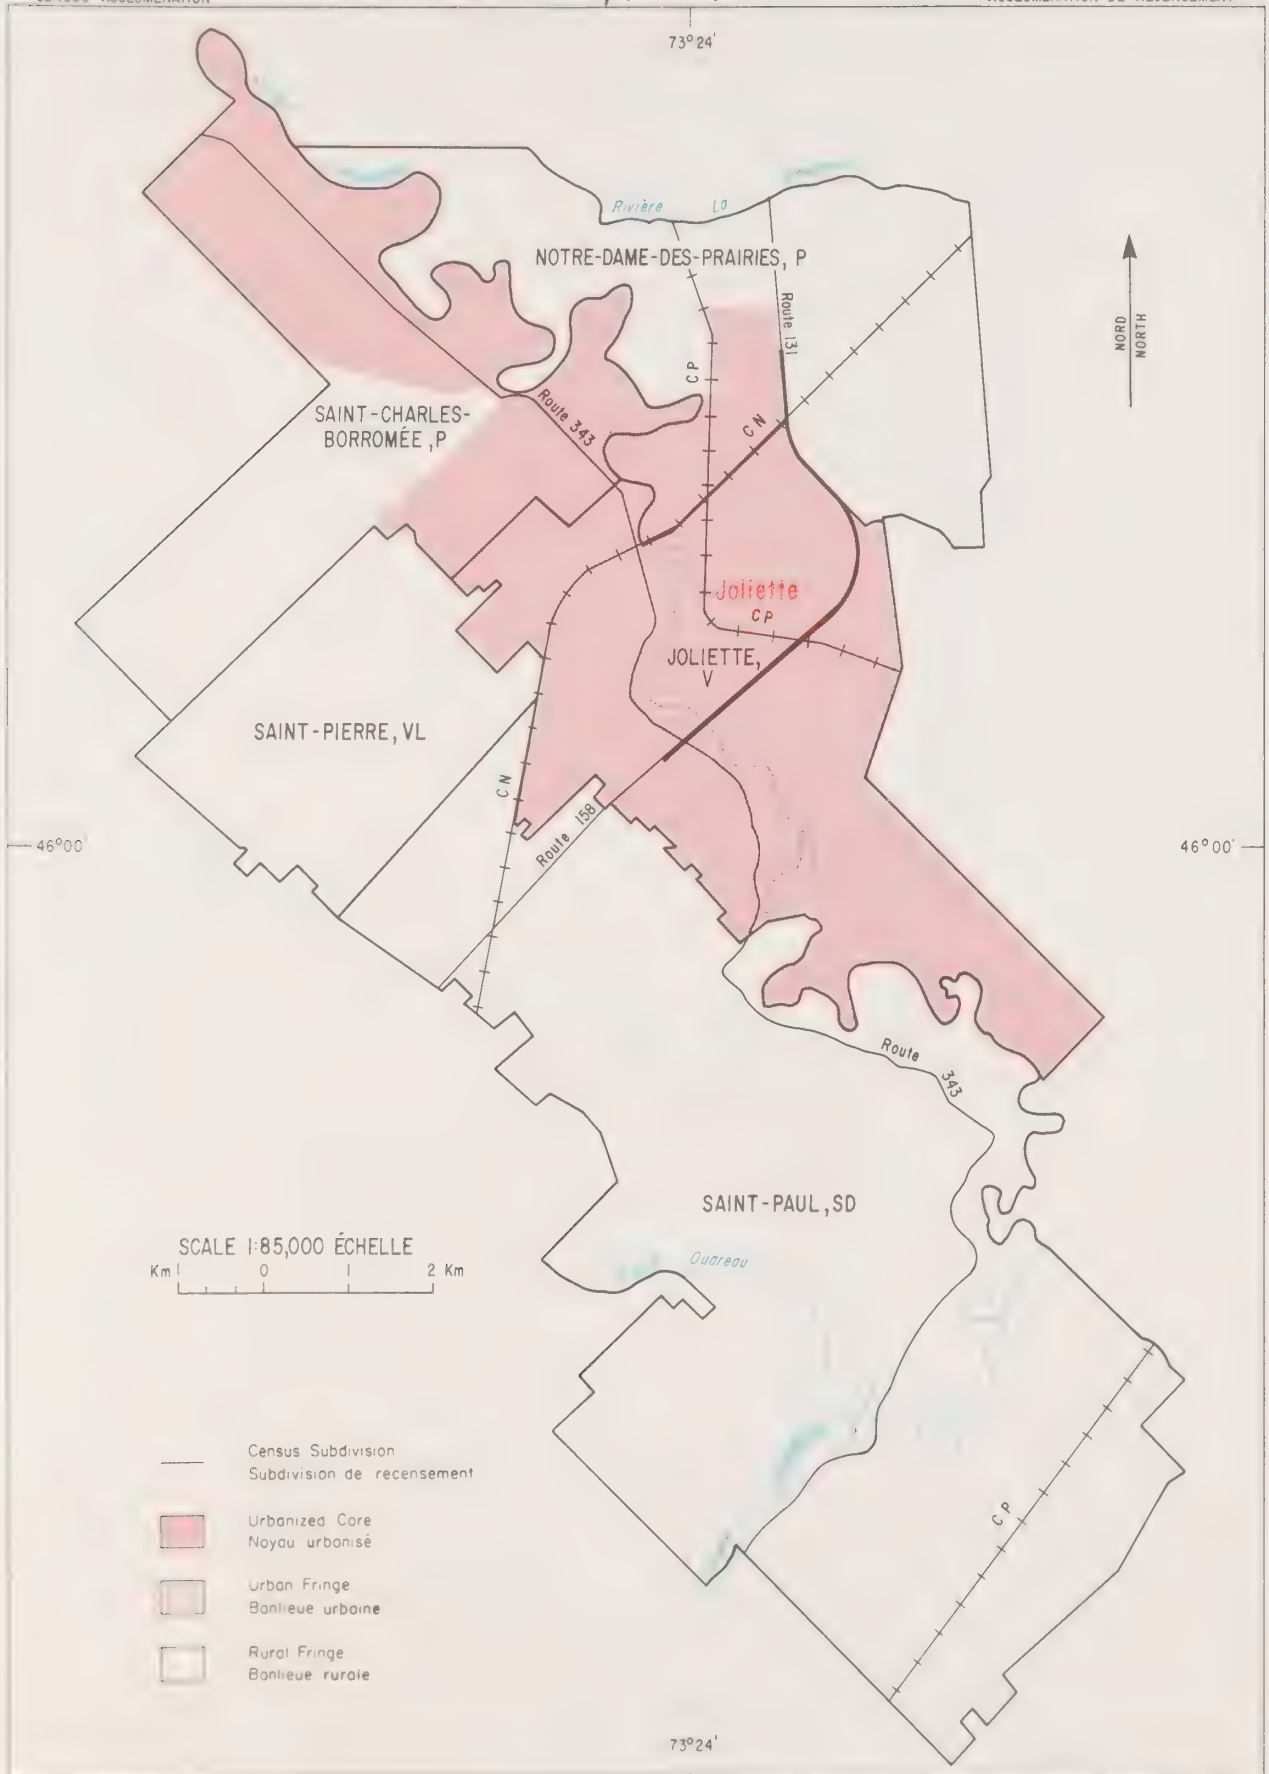 73°24'
Rivière La
NOTRE-DAME-DES-PRAIRIES, P
Route 131
NORD
NORTH
CP
SAINT-CHARLES-
BORROMÉE, P
Route 343
CN
Joliette
CP
JOLIETTE,
V
SAINT-PIERRE, VL
CN
Route 158
46°00'
46°00'
Route 343
SAINT-PAUL, SD
SCALE 1:85,000 ÉCHELLE
Km 1 0 1 2 Km
Ouareau
Census Subdivision
Subdivision de recensement
CP
Urbanized Core
Noyau urbanisé
Urban Fringe
Banlieue urbaine
Rural Fringe
Banlieue rurale
73°24'